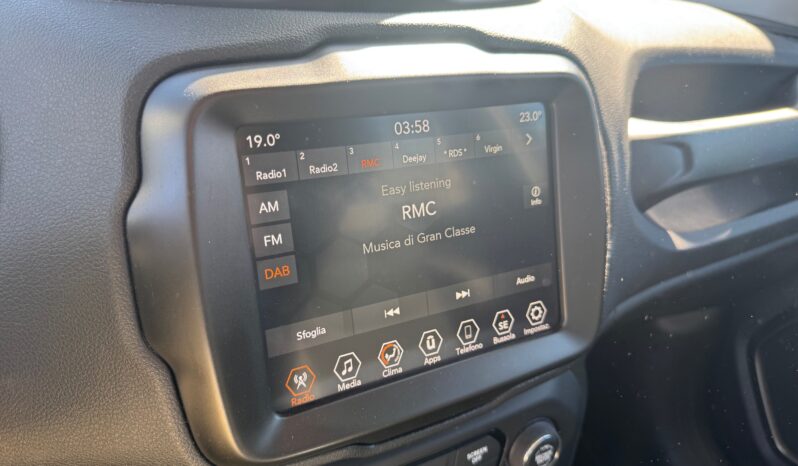 19.0° 03:58 23.0°
1 2 3 4 5 6
Radio1 Radio2 RMC Deejay *RDS* Virgin
Easy listening
AM RMC Info
FM Musica di Gran Classe
DAB
Sfoglia Audio
Radio Media Clima Apps Telefono SE Bussola Impostaz.
SCREEN
OFF